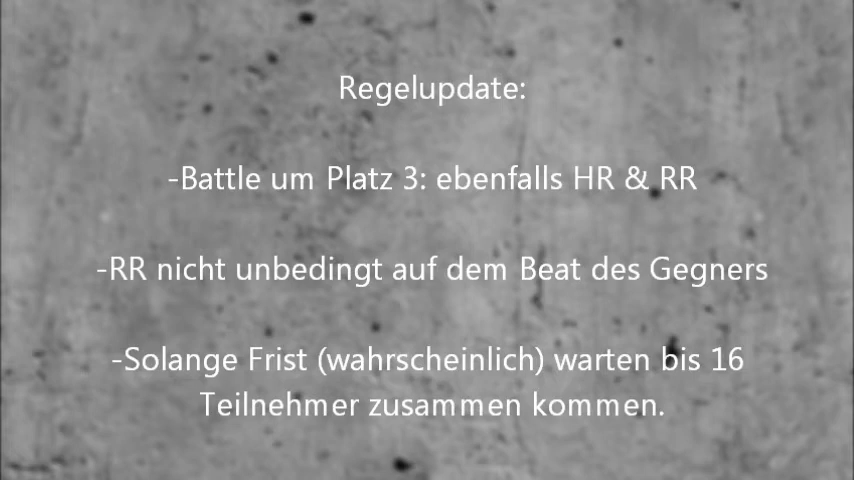 Regelupdate:
-Battle um Platz 3: ebenfalls HR & RR
-RR nicht unbedingt auf dem Beat des Gegners
-Solange Frist (wahrscheinlich) warten bis 16
Teilnehmer zusammen kommen.